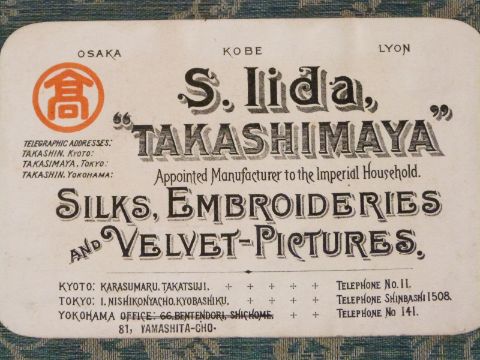 OSAKA KOBE LYON
高
S. Iida,
"TAKASHIMAYA"
TELEGRAPHIC ADDRESSES:
TAKASHIN, KYOTO:
TAKASIMAYA, TOKYO:
TAKASHIN, YOKOHAMA:
Appointed Manufacturer to the Imperial Household.
SILKS, EMBROIDERIES
AND VELVET-PICTURES.
KYOTO: KARASUMARU, TAKATSUJI. + + + + TELEPHONE No. 11.
TOKYO: 1, NISHIKONYACHO, KYOBASHIKU, + + + TELEPHONE SHINBASHI 1508.
YOKOHAMA OFFICE: 66, BENTENDORI, SHICHOME. + + TELEPHONE No 141.
81, YAMASHITA-CHO-